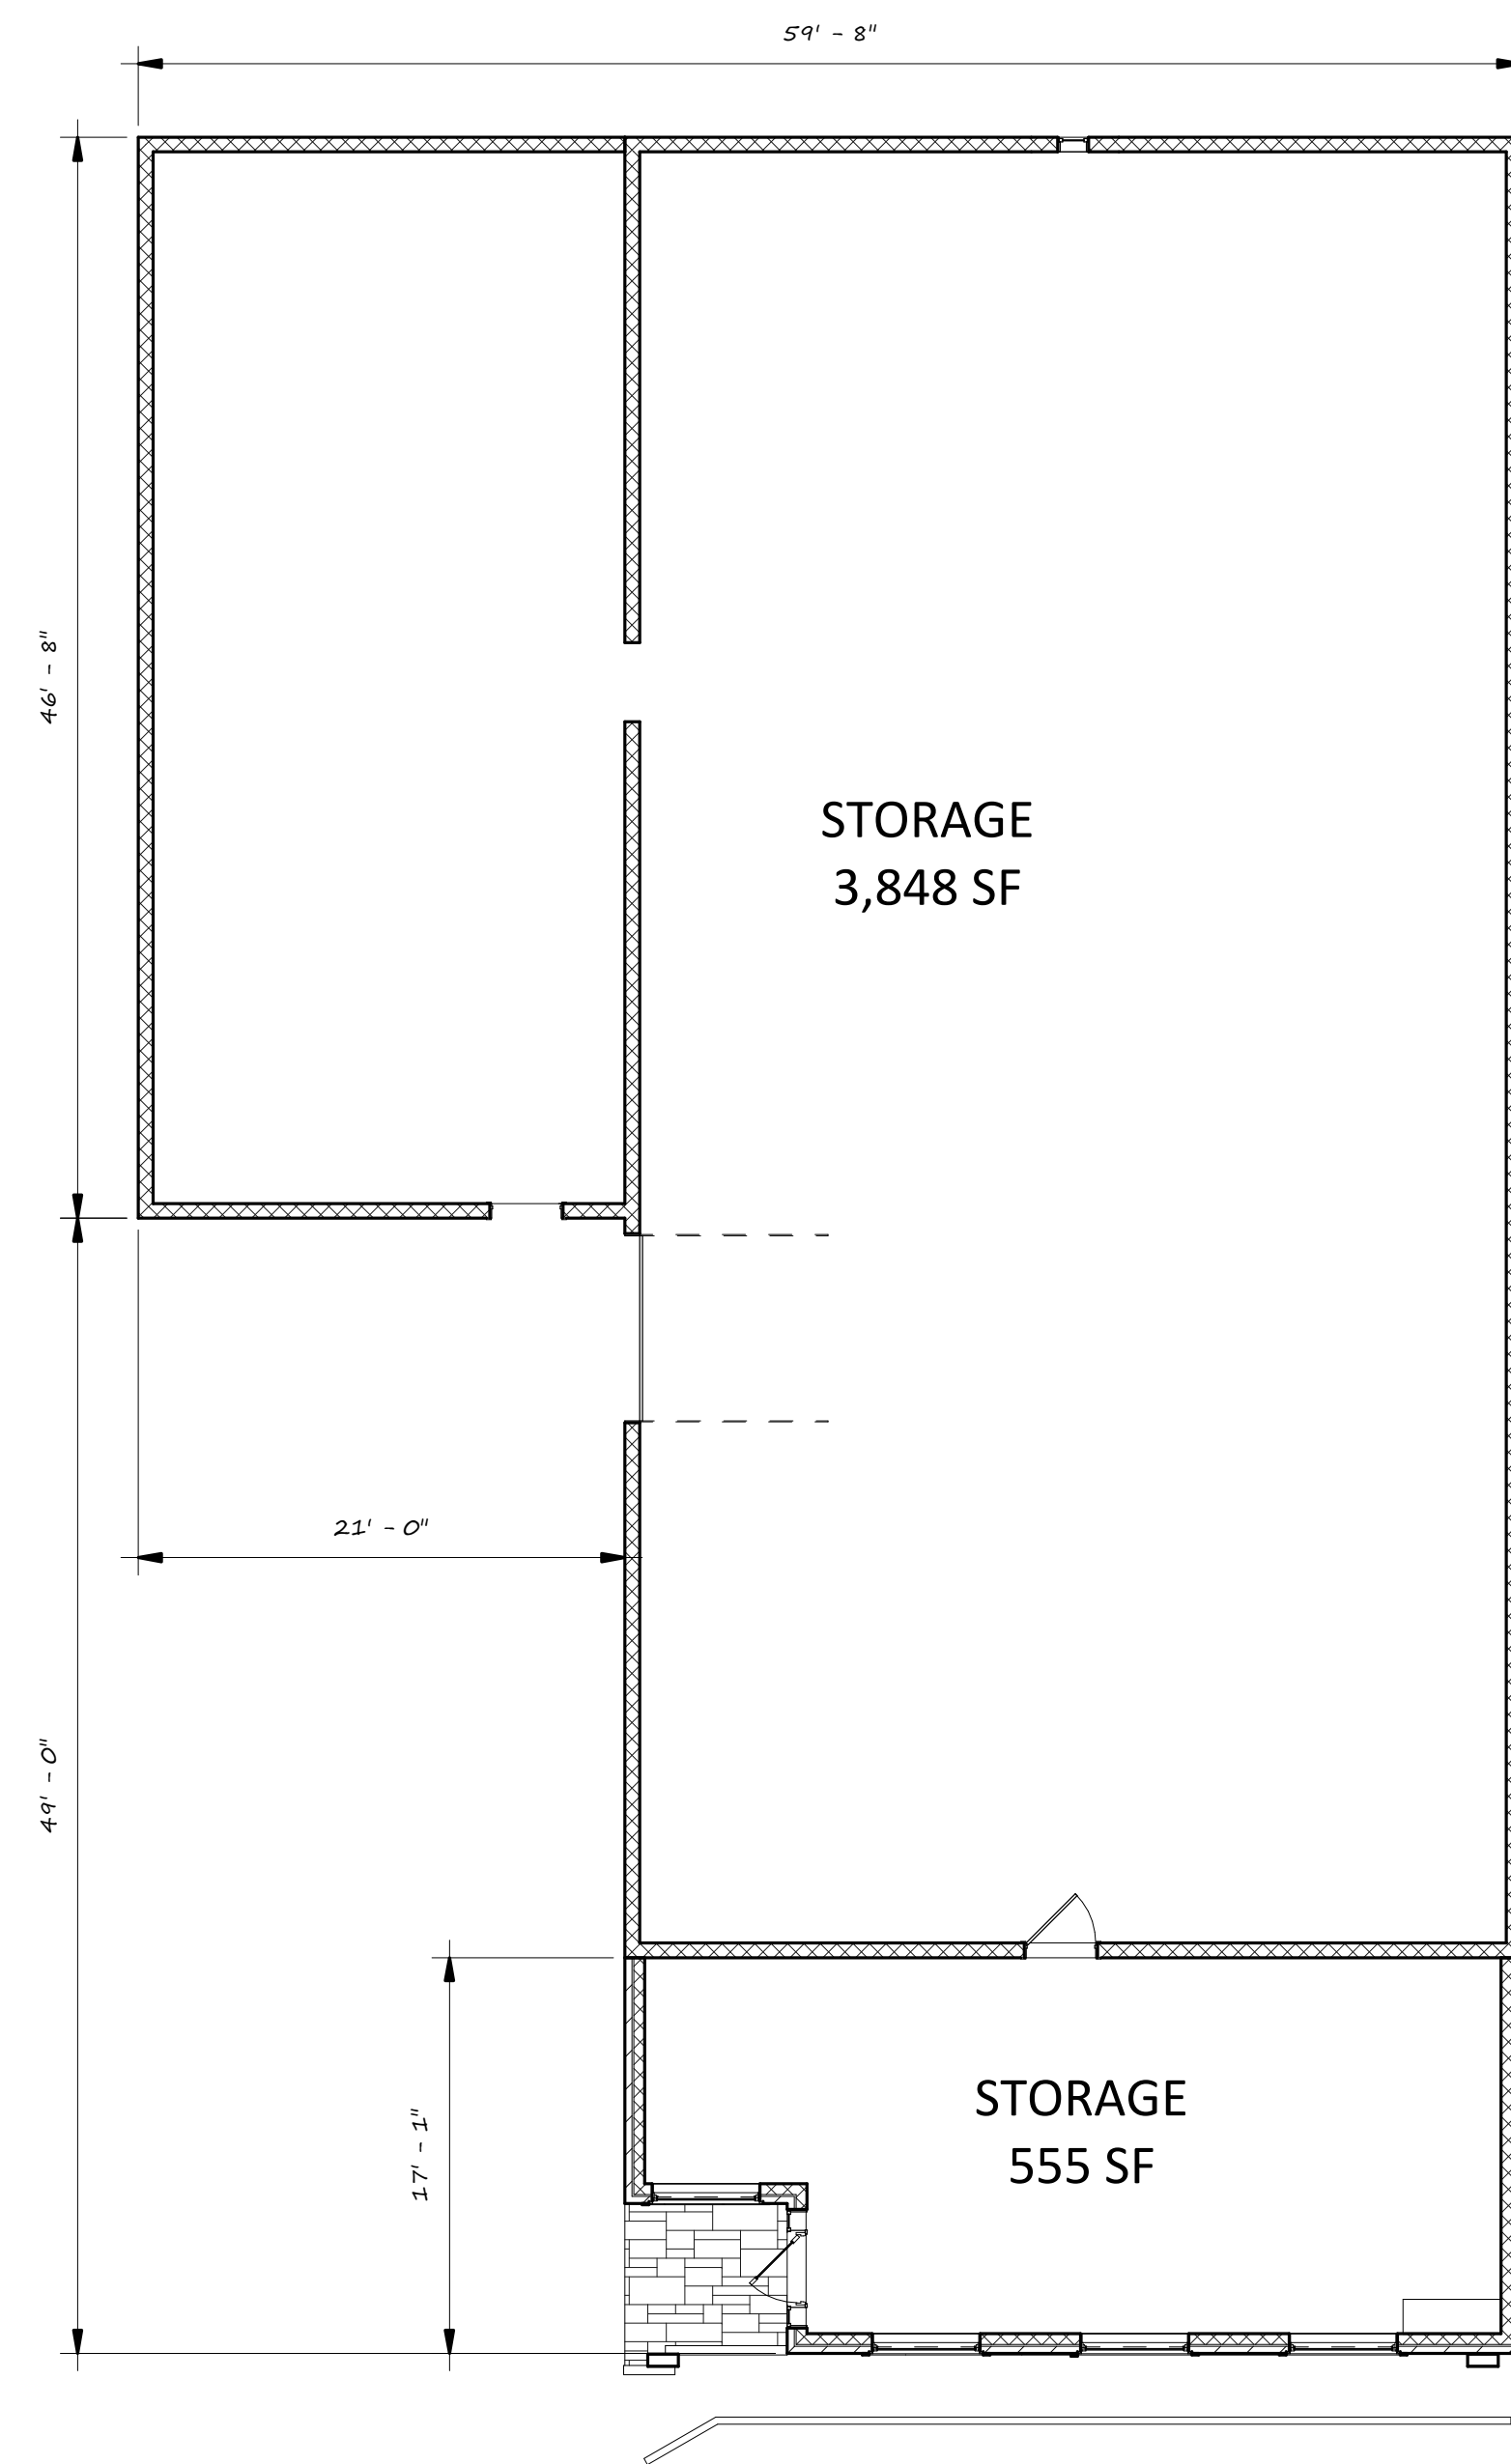 59' - 8"
46' - 8"
STORAGE
3,848 SF
21' - 0"
49' - 0"
17' - 1"
STORAGE
555 SF